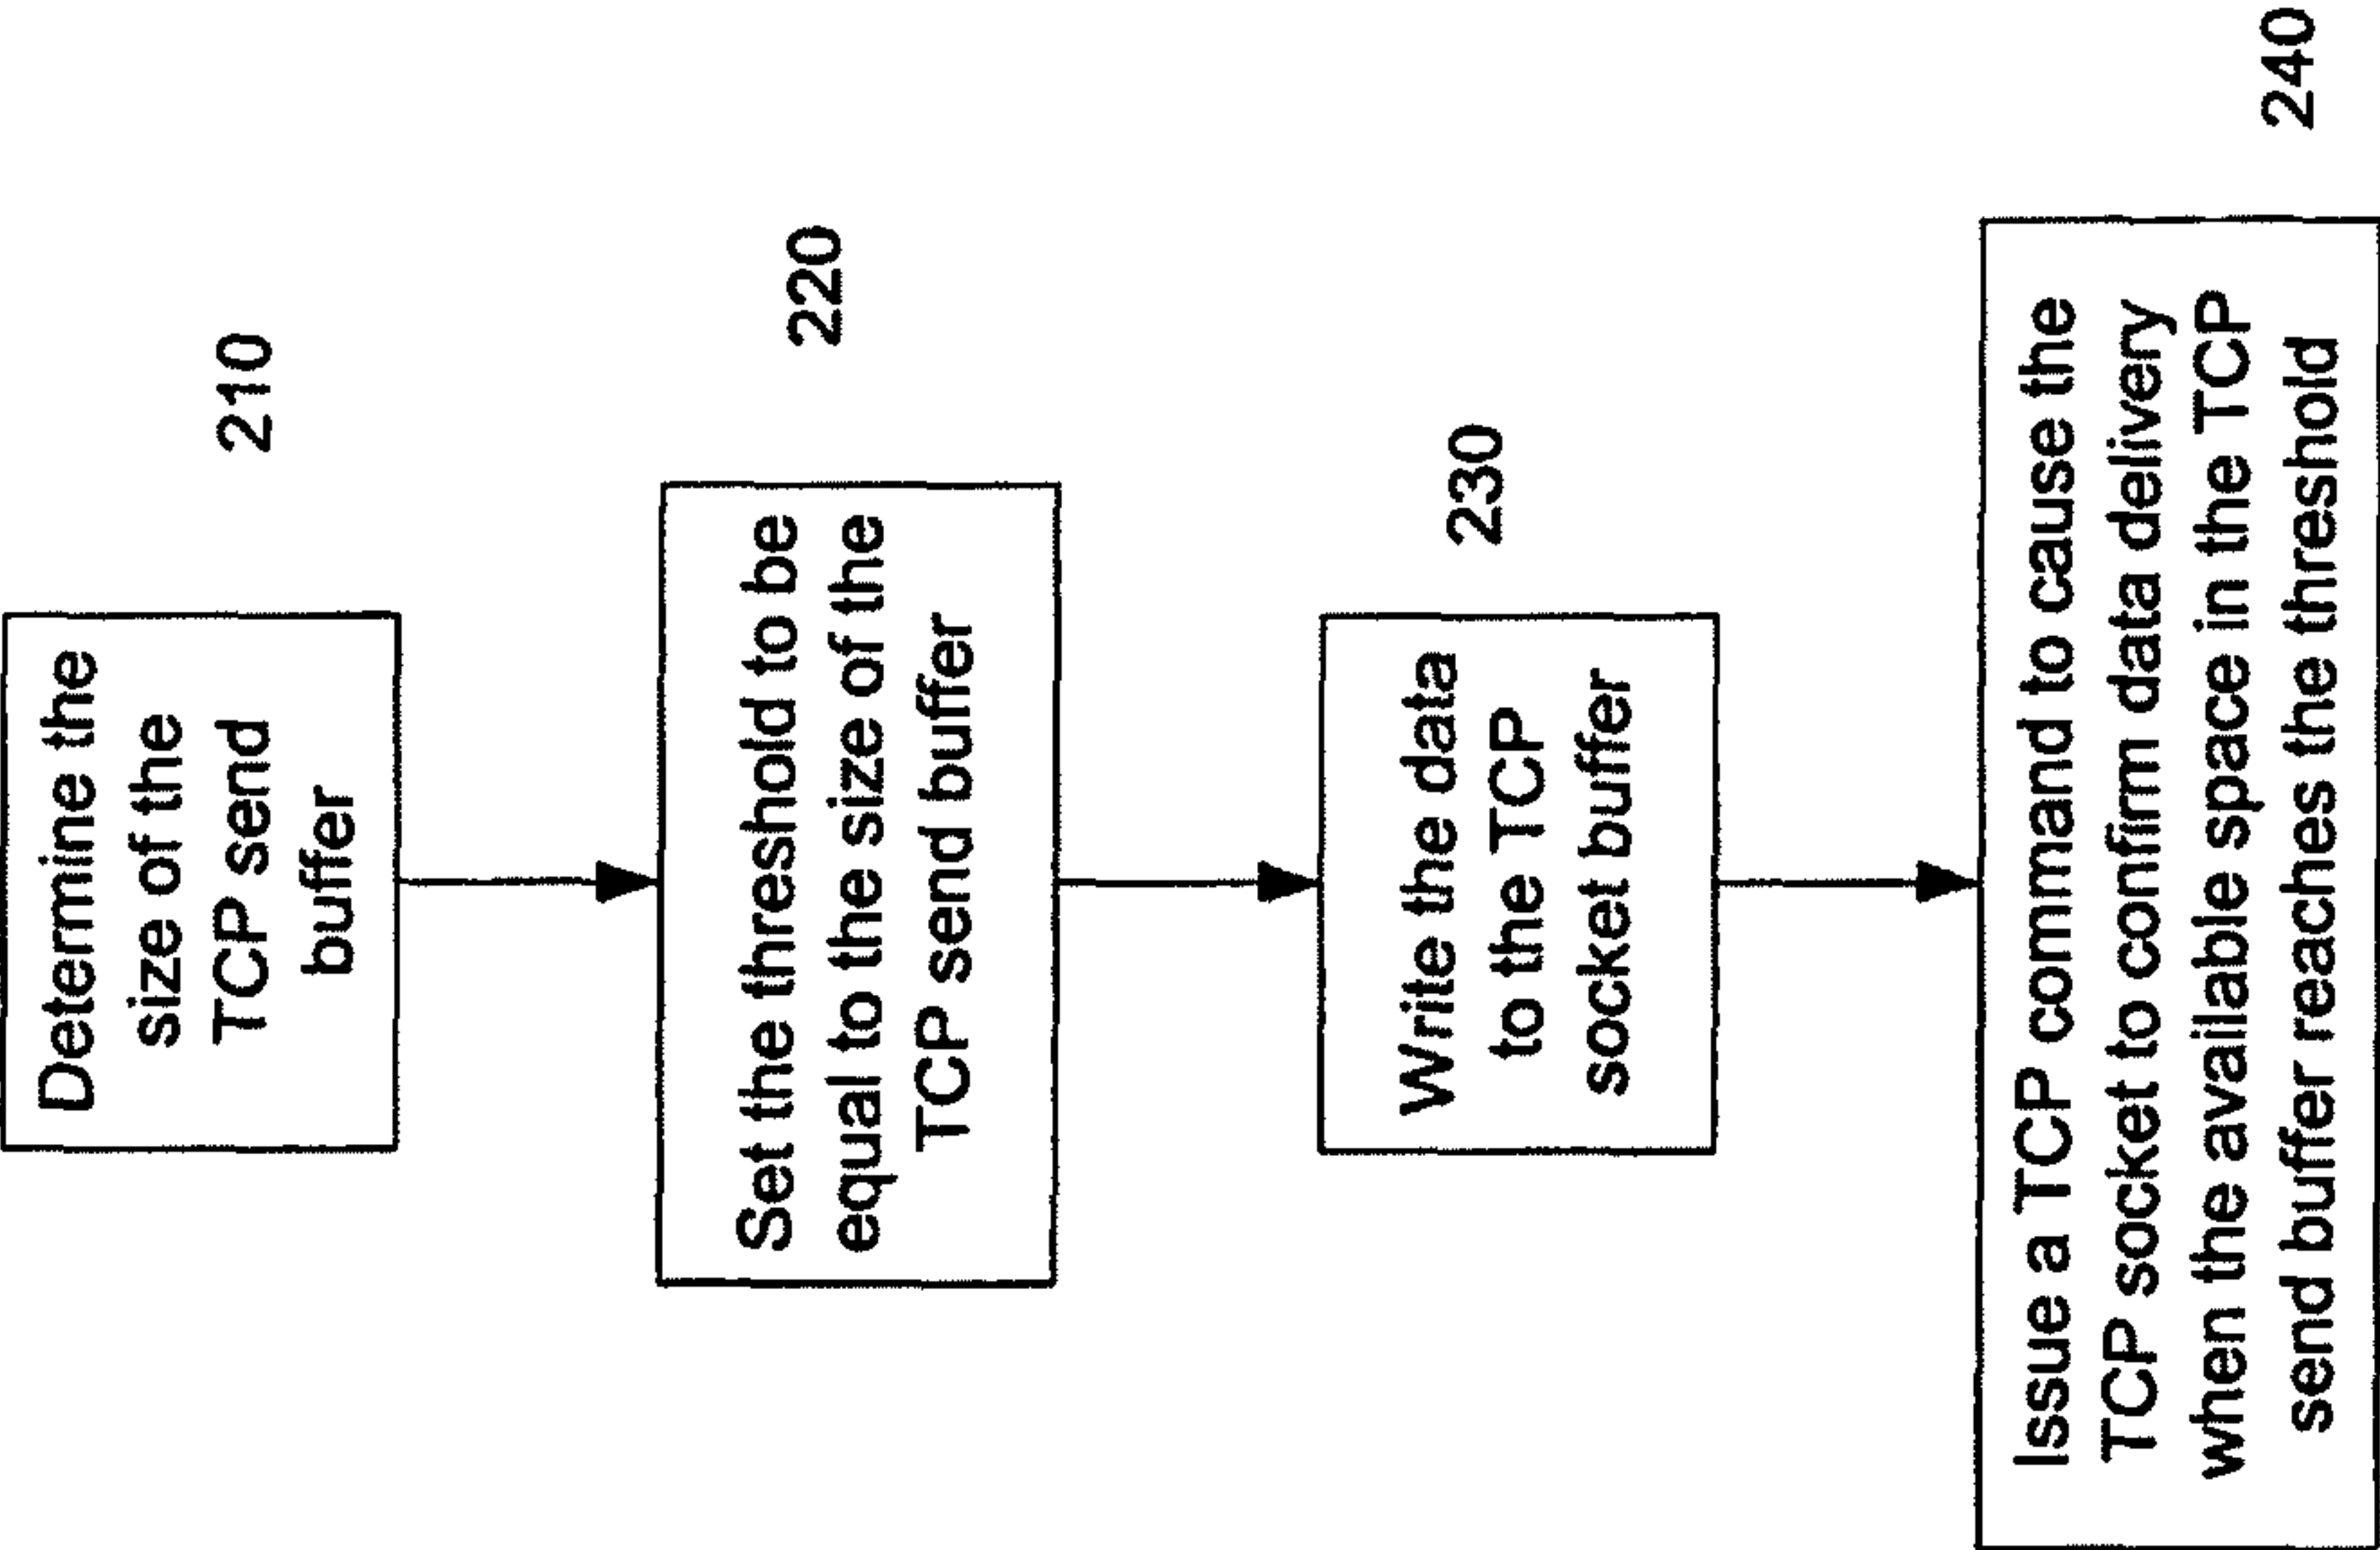 Determine the
size of the
TCP send
buffer
210
Set the threshold to be
equal to the size of the
TCP send buffer
220
Write the data
to the TCP
socket buffer
230
Issue a TCP command to cause the
TCP socket to confirm data delivery
when the available space in the TCP
send buffer reaches the threshold
240